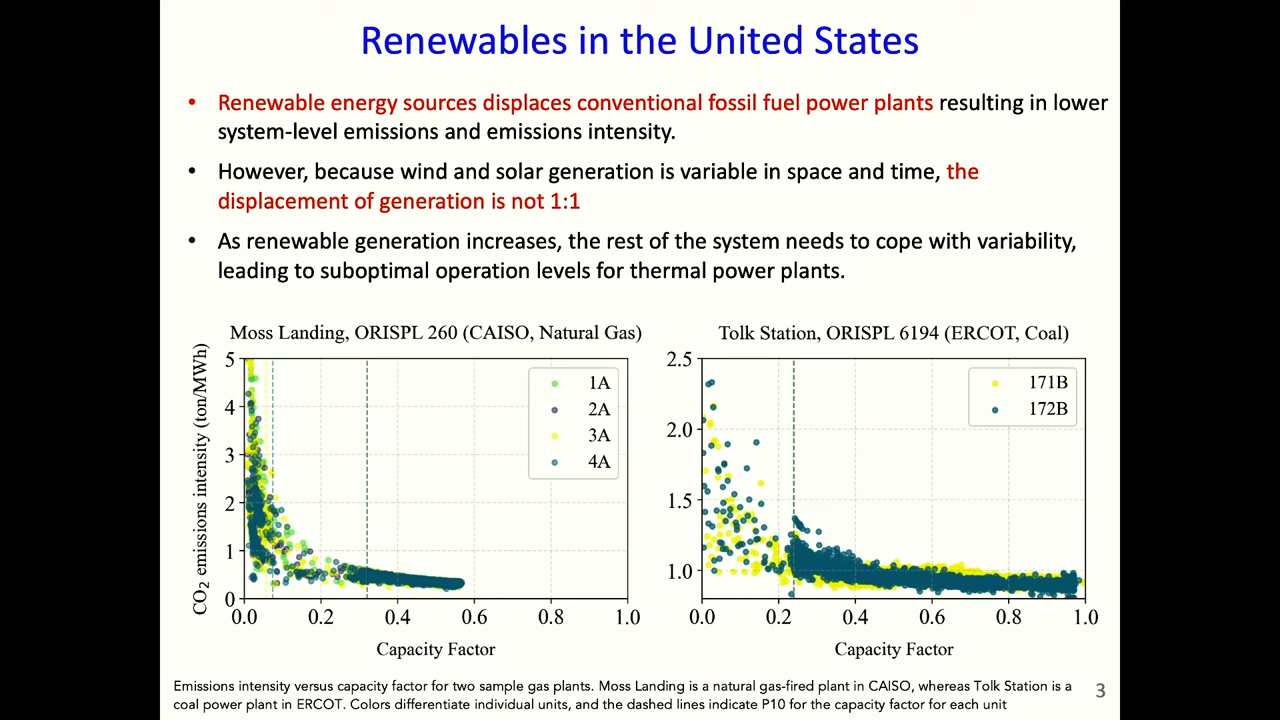 Renewables in the United States
• Renewable energy sources displaces conventional fossil fuel power plants resulting in lower
system-level emissions and emissions intensity.
• However, because wind and solar generation is variable in space and time, the
displacement of generation is not 1:1
• As renewable generation increases, the rest of the system needs to cope with variability,
leading to suboptimal operation levels for thermal power plants.
Moss Landing, ORISPL 260 (CAISO, Natural Gas)
CO2 emissions intensity (ton/MWh)
5
4
3
2
1
0
0.0 0.2 0.4 0.6 0.8 1.0
Capacity Factor
1A
2A
3A
4A
Tolk Station, ORISPL 6194 (ERCOT, Coal)
2.5
2.0
1.5
1.0
0.0 0.2 0.4 0.6 0.8 1.0
Capacity Factor
171B
172B
Emissions intensity versus capacity factor for two sample gas plants. Moss Landing is a natural gas-fired plant in CAISO, whereas Tolk Station is a
coal power plant in ERCOT. Colors differentiate individual units, and the dashed lines indicate P10 for the capacity factor for each unit
3